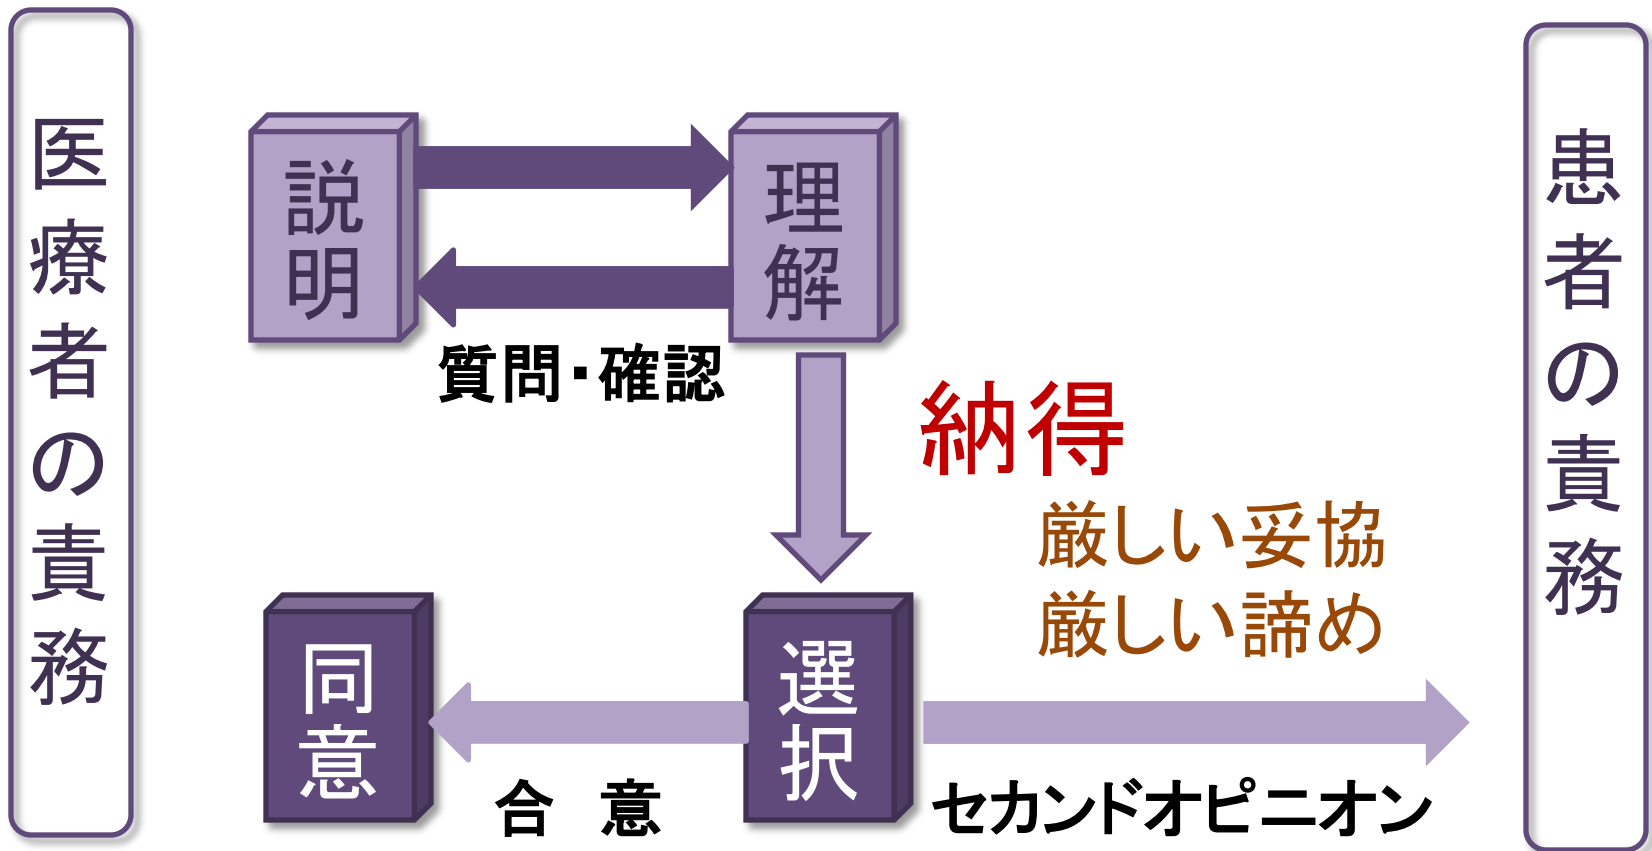 医療者の責務
説明
理解
質問・確認
納得
厳しい妥協
厳しい諦め
同意
選択
合　意
セカンドオピニオン
患者の責務